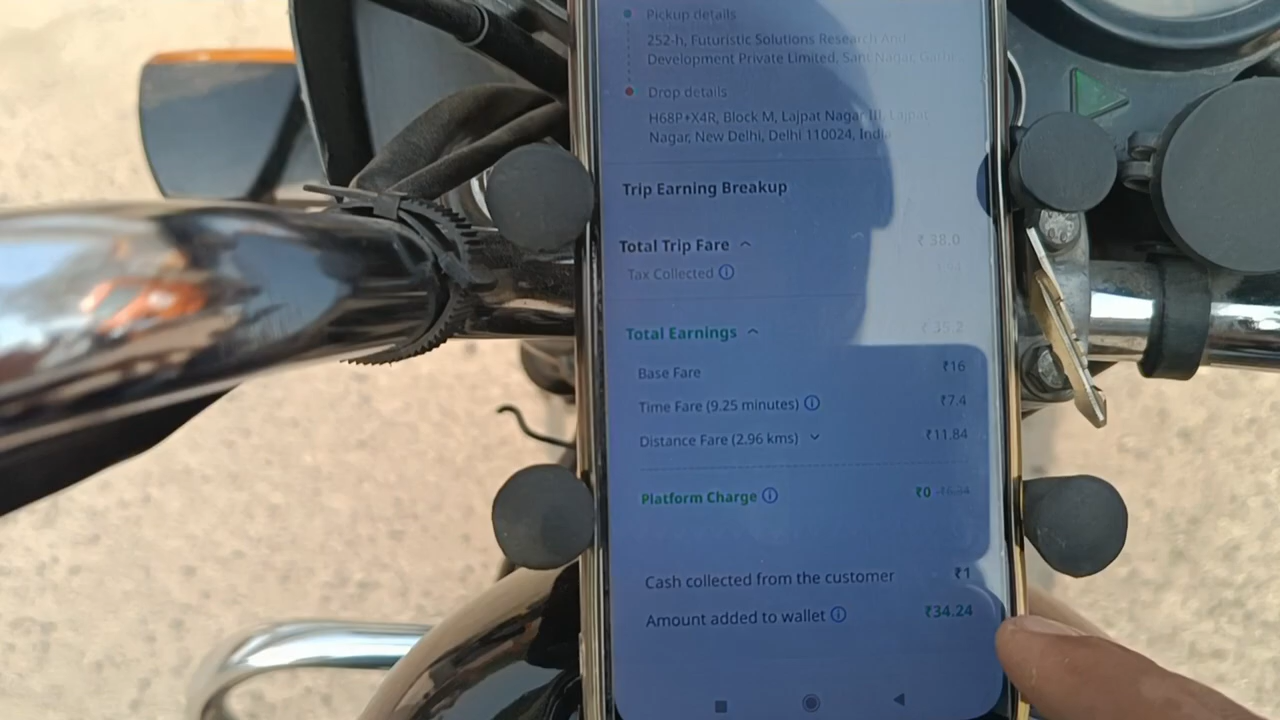 Pickup details
252-h, Futuristic Solutions Research And
Development Private Limited, Sant Nagar, Garhi
Drop details
H68P+X4R, Block M, Lajpat Nagar III, Lajpat
Nagar, New Delhi, Delhi 110024, India
Trip Earning Breakup
Total Trip Fare ₹ 38.0
Tax Collected
Total Earnings ₹ 35.2
Base Fare ₹16
Time Fare (9.25 minutes) ₹7.4
Distance Fare (2.96 kms) ₹11.84
Platform Charge ₹0
Cash collected from the customer ₹1
Amount added to wallet ₹34.24